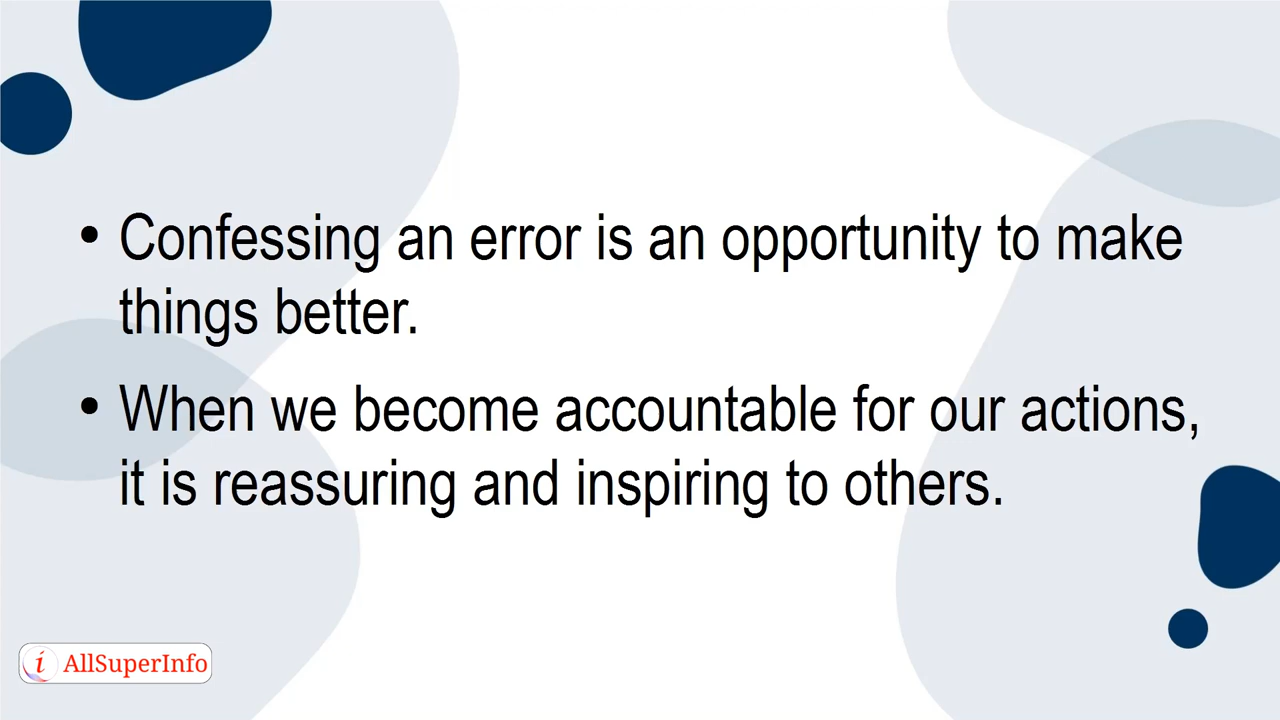 • Confessing an error is an opportunity to make
things better.
• When we become accountable for our actions,
it is reassuring and inspiring to others.
i AllSuperInfo